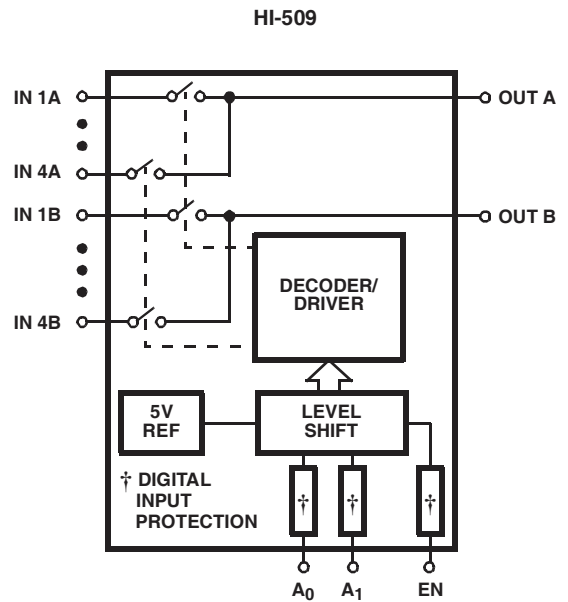 HI-509
IN 1A
OUT A
IN 4A
IN 1B
OUT B
DECODER/
DRIVER
IN 4B
5V
REF
LEVEL
SHIFT
† DIGITAL
INPUT
PROTECTION
† † †
A0 A1 EN